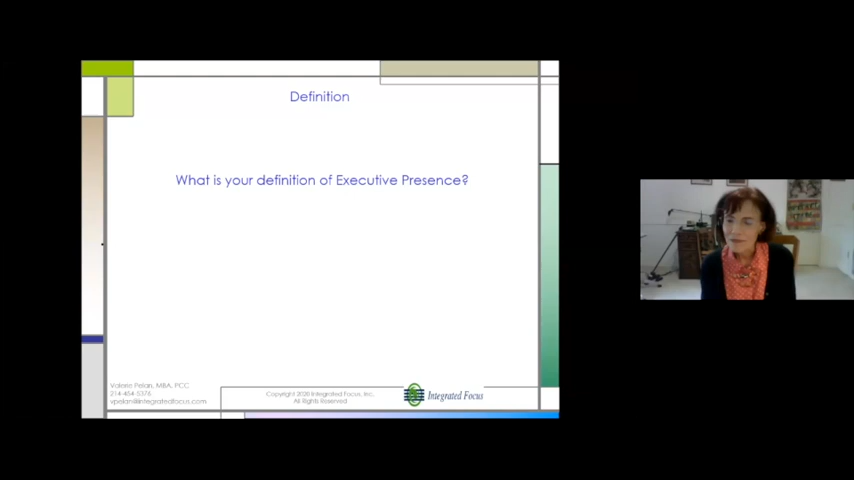 Definition
What is your definition of Executive Presence?
Valerie Pelan, MBA, PCC
214-454-5376
vpelan@integratedfocus.com
Copyright 2020 Integrated Focus, Inc.
All Rights Reserved
Integrated Focus